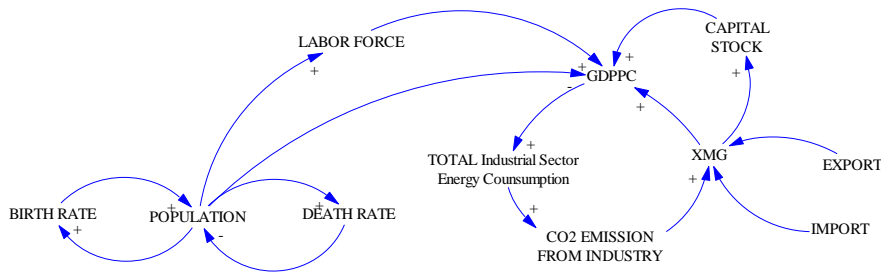 LABOR FORCE
+
CAPITAL
STOCK
+
+
+
GDPPC
-
+
+
XMG
+
TOTAL Industrial Sector
Energy Counsumption
+
EXPORT
+
BIRTH RATE
+
+
POPULATION
-
+
DEATH RATE
CO2 EMISSION
FROM INDUSTRY
IMPORT